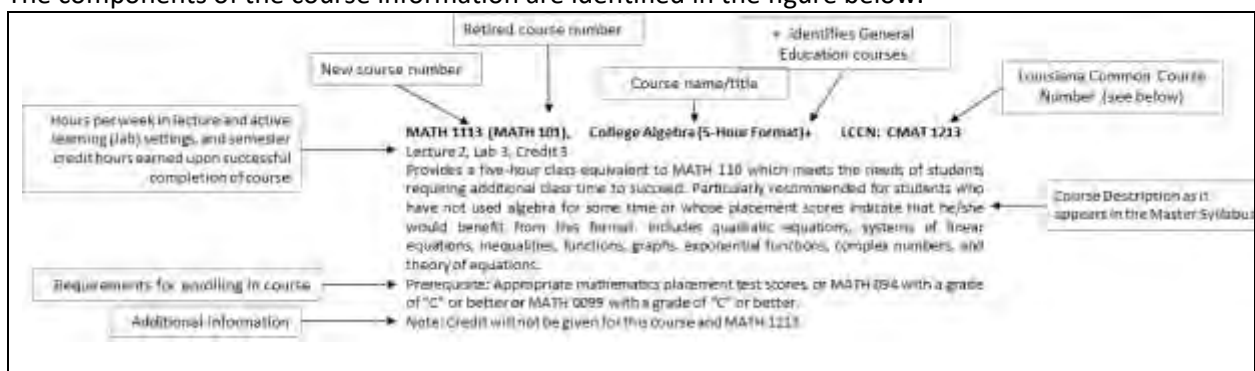 The components of the course information are identified in the figure below.
Retired course number
+ identifies General
Education courses
New course number
Course name/title
Louisiana Common Course
Number (see below)
Hours per week in lecture and active
learning (lab) settings, and semester
credit hours earned upon successful
completion of course
MATH 1113 (MATH 101), College Algebra (5-Hour Format)+ LCCN: CMAT 1213
Lecture 2, Lab 3, Credit 3
Provides a five-hour class equivalent to MATH 110 which meets the needs of students
requiring additional class time to succeed. Particularly recommended for students who
have not used algebra for some time or whose placement scores indicate that he/she
would benefit from this format. Includes quadratic equations, systems of linear
equations, inequalities, functions, graphs, exponential functions, complex numbers, and
theory of equations.
Course Description as it
appears in the Master Syllabus
Requirements for enrolling in course
Prerequisite: Appropriate mathematics placement test scores, or MATH 094 with a grade
of "C" or better or MATH 0099 with a grade of "C" or better.
Additional Information
Note: Credit will not be given for this course and MATH 1213